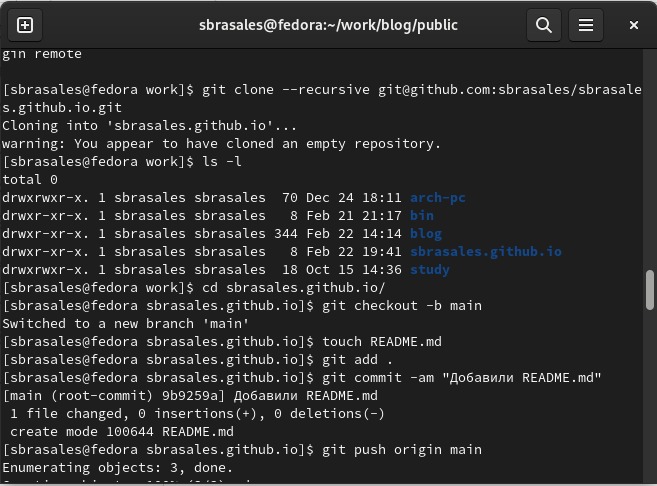 sbrasales@fedora:~/work/blog/public
gin remote
[sbrasales@fedora work]$ git clone --recursive git@github.com:sbrasales/sbrasale
s.github.io.git
Cloning into 'sbrasales.github.io'...
warning: You appear to have cloned an empty repository.
[sbrasales@fedora work]$ ls -l
total 0
drwxrwxr-x. 1 sbrasales sbrasales  70 Dec 24 18:11 arch-pc
drwxr-xr-x. 1 sbrasales sbrasales   8 Feb 21 21:17 bin
drwxr-xr-x. 1 sbrasales sbrasales 344 Feb 22 14:14 blog
drwxr-xr-x. 1 sbrasales sbrasales   8 Feb 22 19:41 sbrasales.github.io
drwxrwxr-x. 1 sbrasales sbrasales  18 Oct 15 14:36 study
[sbrasales@fedora work]$ cd sbrasales.github.io/
[sbrasales@fedora sbrasales.github.io]$ git checkout -b main
Switched to a new branch 'main'
[sbrasales@fedora sbrasales.github.io]$ touch README.md
[sbrasales@fedora sbrasales.github.io]$ git add .
[sbrasales@fedora sbrasales.github.io]$ git commit -am "Добавили README.md"
[main (root-commit) 9b9259a] Добавили README.md
 1 file changed, 0 insertions(+), 0 deletions(-)
 create mode 100644 README.md
[sbrasales@fedora sbrasales.github.io]$ git push origin main
Enumerating objects: 3, done.